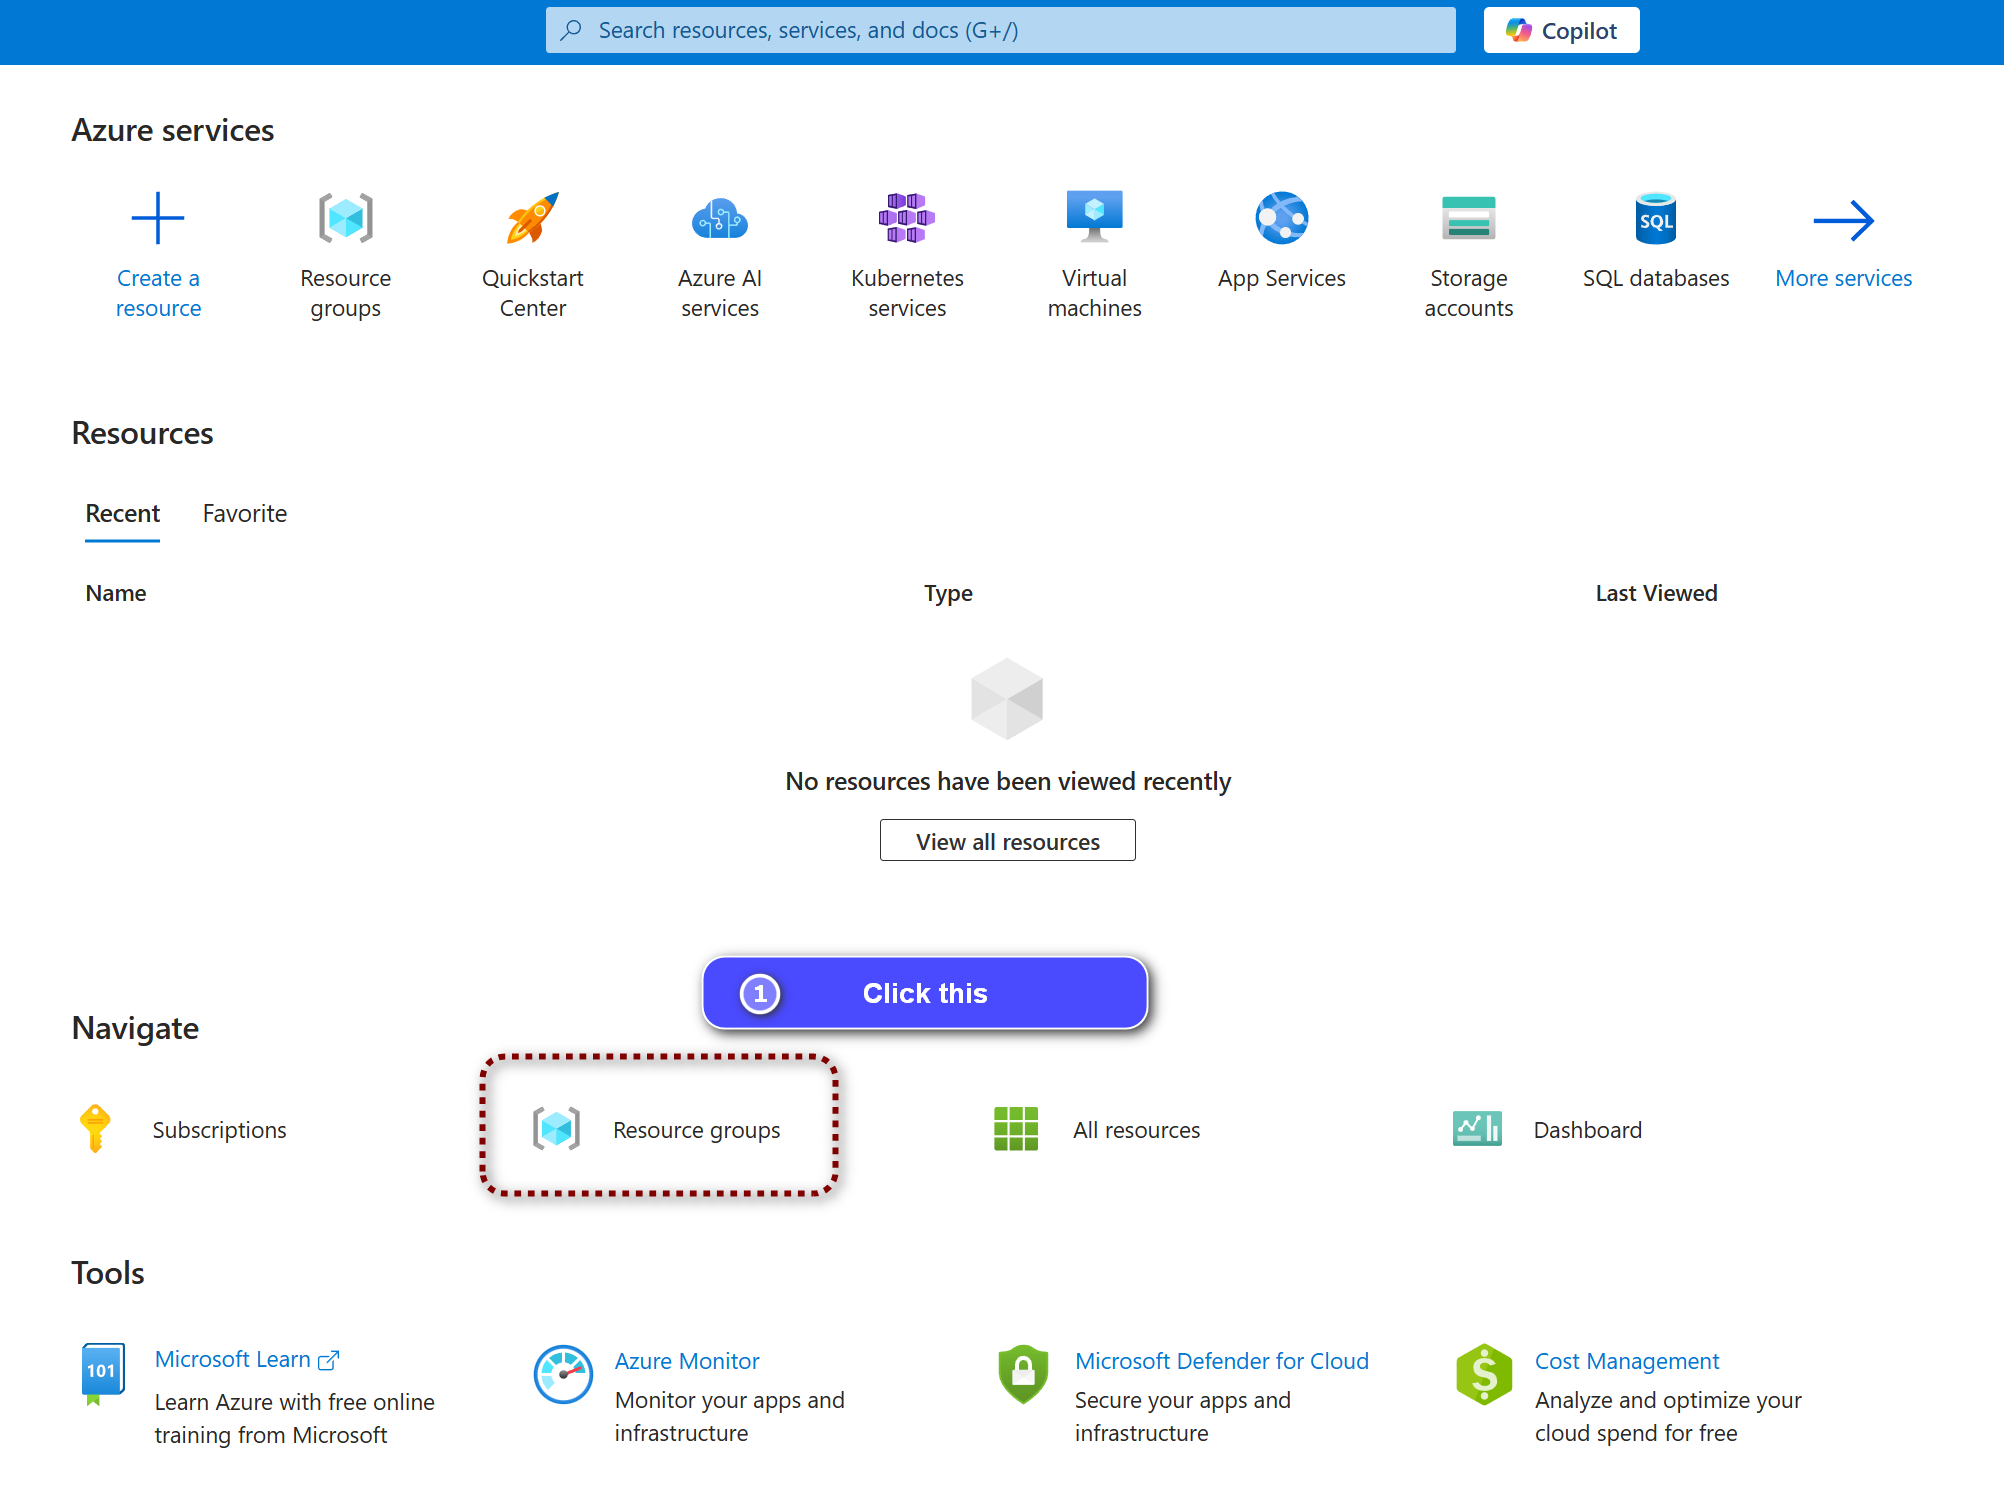 Search resources, services, and docs (G+/)
Copilot
Azure services
Create a
resource
Resource
groups
Quickstart
Center
Azure AI
services
Kubernetes
services
Virtual
machines
App Services
Storage
accounts
SQL
SQL databases
More services
Resources
Recent
Favorite
Name
Type
Last Viewed
No resources have been viewed recently
View all resources
1
Click this
Navigate
Subscriptions
Resource groups
All resources
Dashboard
Tools
101
Microsoft Learn
Learn Azure with free online
training from Microsoft
Azure Monitor
Monitor your apps and
infrastructure
Microsoft Defender for Cloud
Secure your apps and
infrastructure
$
Cost Management
Analyze and optimize your
cloud spend for free